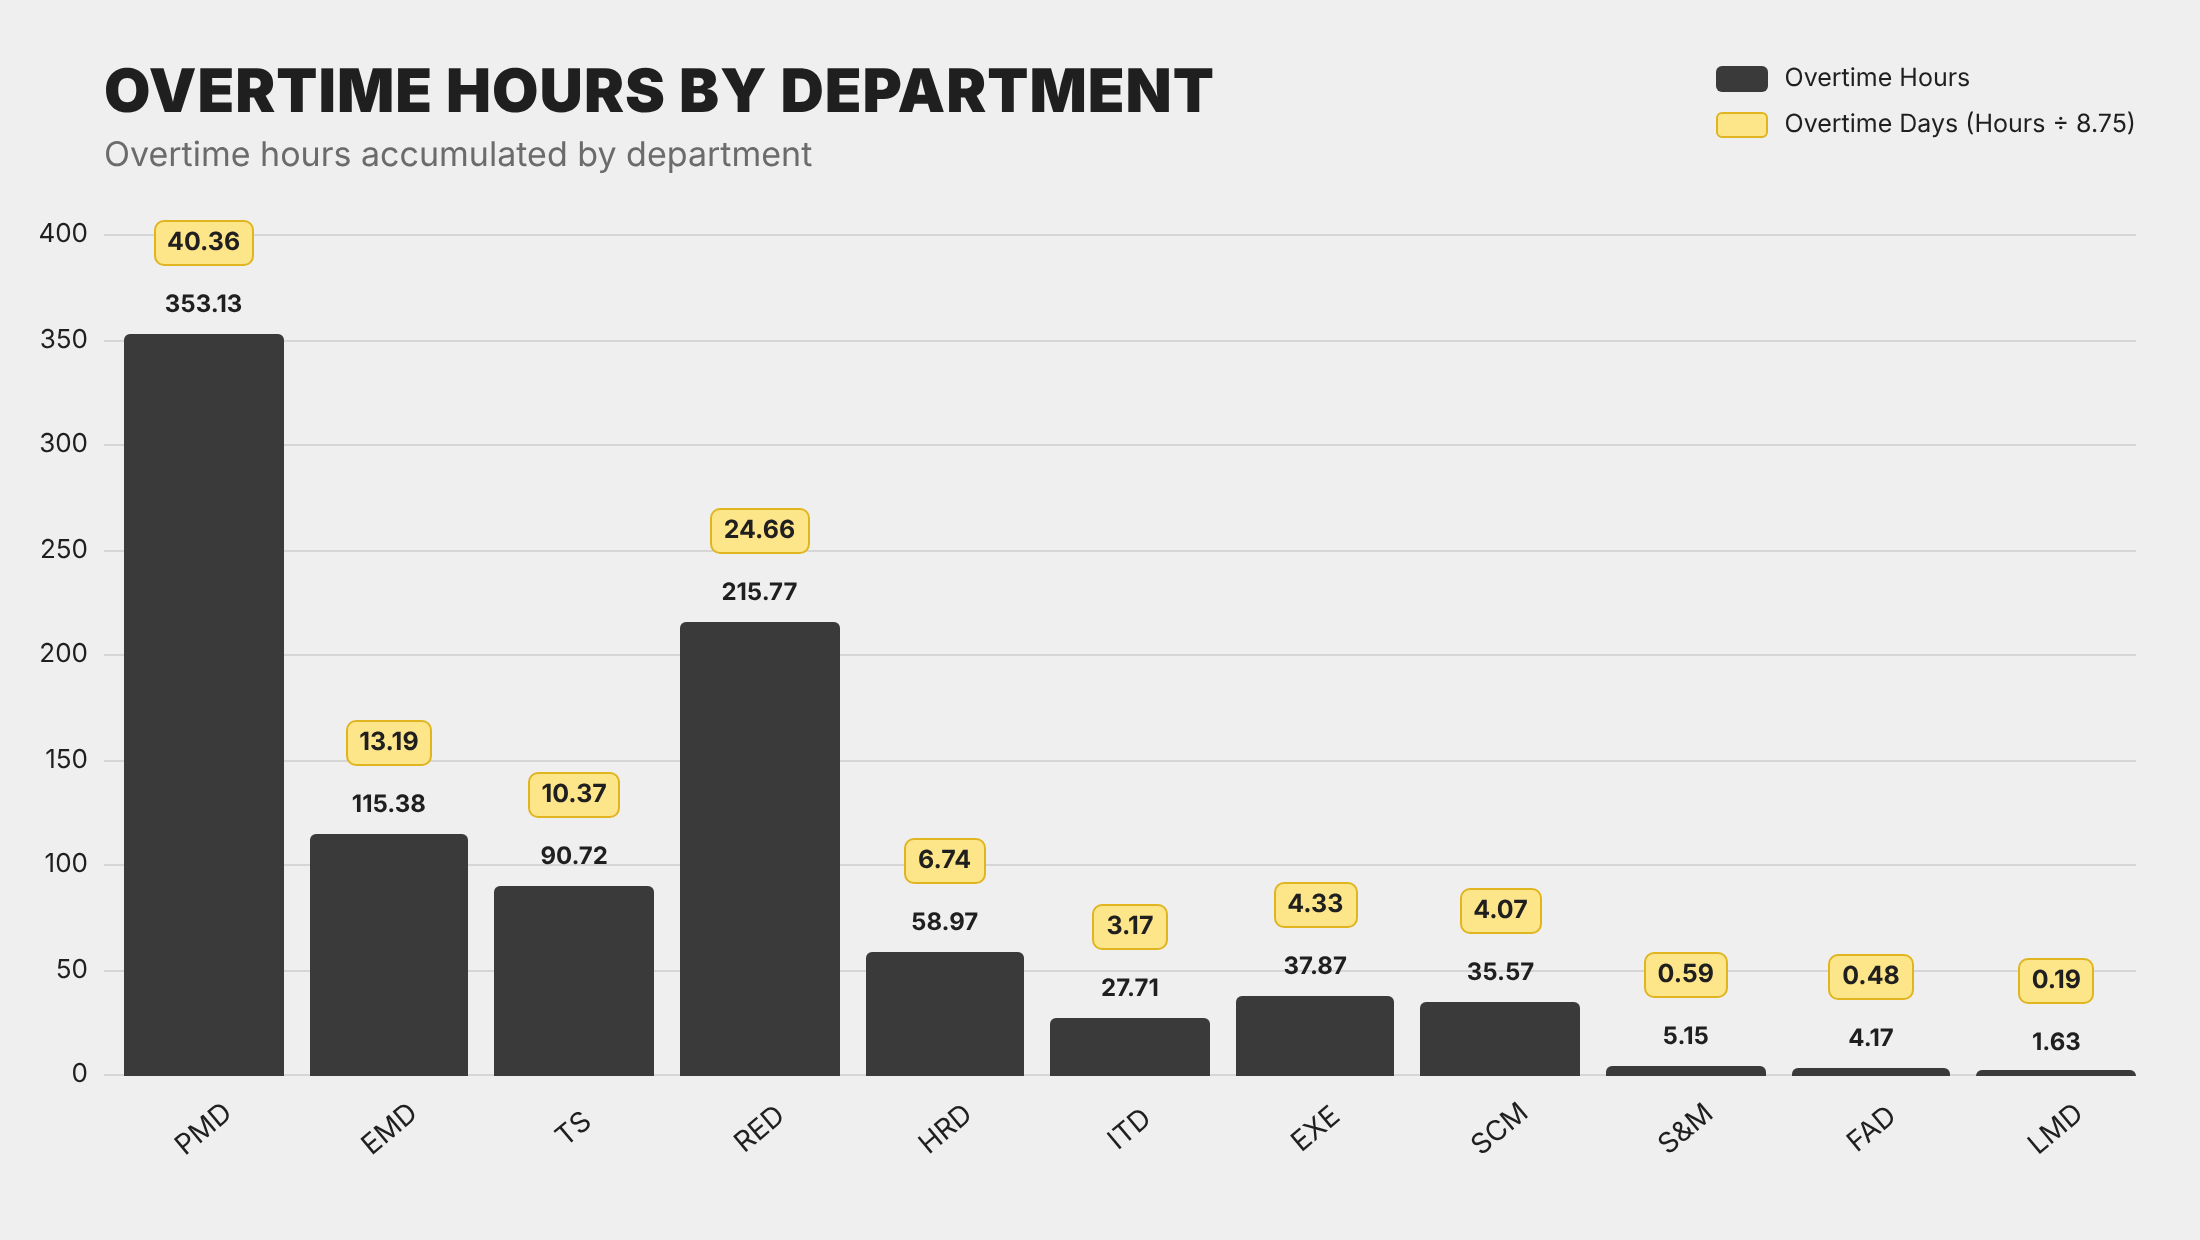 OVERTIME HOURS BY DEPARTMENT
Overtime hours accumulated by department
Overtime Hours
Overtime Days (Hours ÷ 8.75)
400
350
300
250
200
150
100
50
0
40.36
353.13
13.19
115.38
10.37
90.72
24.66
215.77
6.74
58.97
3.17
27.71
4.33
37.87
4.07
35.57
0.59
5.15
0.48
4.17
0.19
1.63
PMD
EMD
TS
RED
HRD
ITD
EXE
SCM
S&M
FAD
LMD